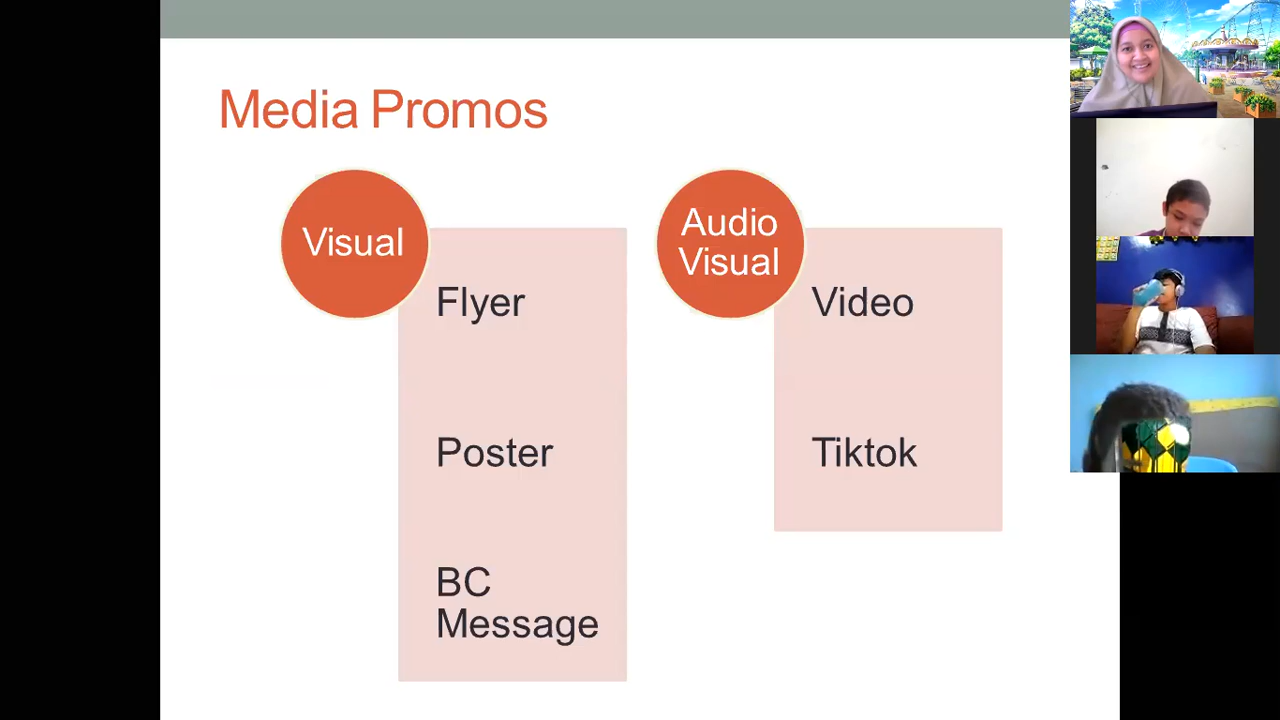 Media Promos
Visual
Flyer
Poster
BC
Message
Audio
Visual
Video
Tiktok